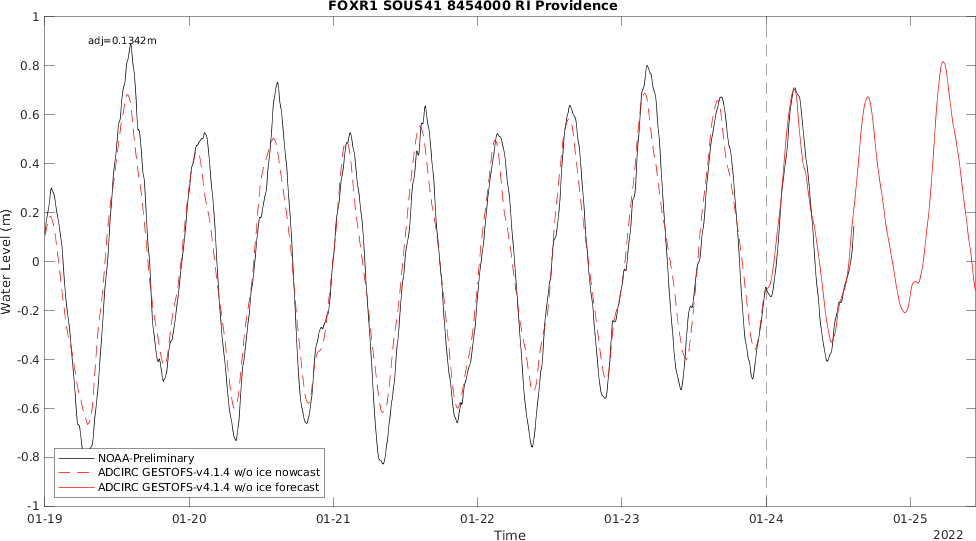 FOXR1 SOUS41 8454000 RI Providence
adj=0.1342m
1
0.8
0.6
0.4
0.2
0
-0.2
-0.4
-0.6
-0.8
-1
Water Level (m)
NOAA-Preliminary
ADCIRC GESTOFS-v4.1.4 w/o ice nowcast
ADCIRC GESTOFS-v4.1.4 w/o ice forecast
01-19 01-20 01-21 01-22 01-23 01-24 01-25
Time
2022